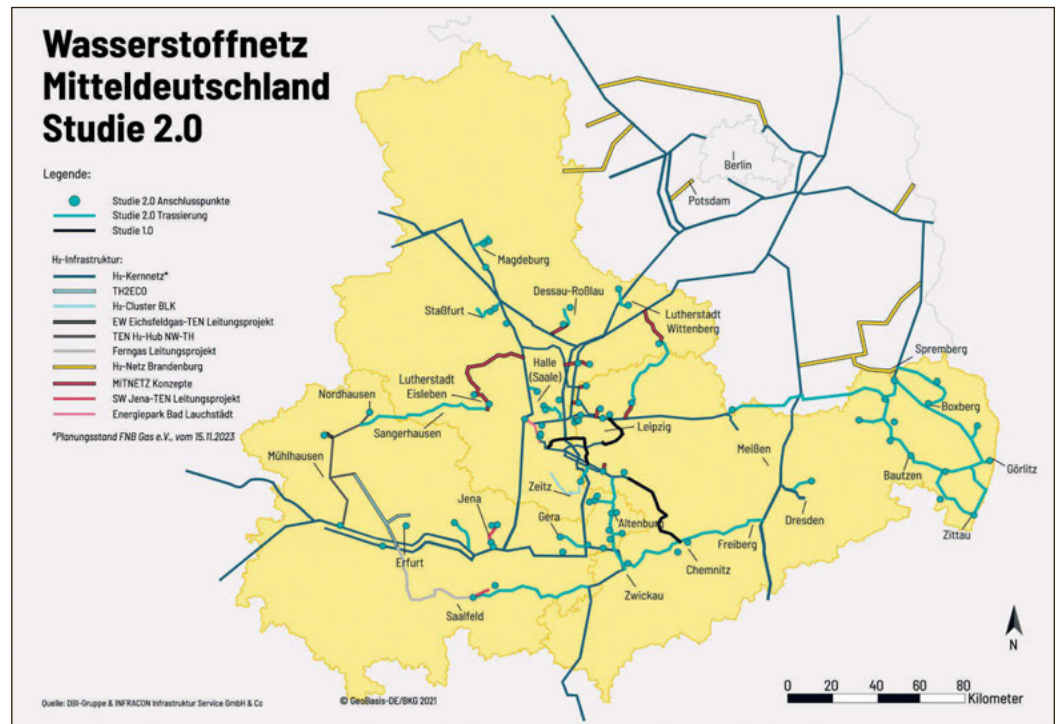 Wasserstoffnetz
Mitteldeutschland
Studie 2.0
Legende:
Studie 2.0 Anschlusspunkte
Studie 2.0 Trassierung
Studie 1.0
H₂-Infrastruktur:
H₂-Kernnetz*
TH2ECO
H₂-Cluster BLK
EW Eichsfeldgas-TEN Leitungsprojekt
TEN H₂-Hub NW-TH
Ferngas Leitungsprojekt
H₂-Netz Brandenburg
MITNETZ Konzepte
SW Jena-TEN Leitungsprojekt
Energiepark Bad Lauchstädt
*Planungsstand FNB Gas e.V., vom 15.11.2023
Berlin
Potsdam
Magdeburg
Dessau-Roßlau
Staßfurt
Lutherstadt
Wittenberg
Spremberg
Halle
(Saale)
Lutherstadt
Eisleben
Nordhausen
Boxberg
Sangerhausen
Leipzig
Meißen
Mühlhausen
Görlitz
Bautzen
Zeitz
Jena
Gera
Altenburg
Dresden
Zittau
Freiberg
Erfurt
Chemnitz
Zwickau
Saalfeld
N
0 20 40 60 80
Kilometer
Quelle: DBI-Gruppe & INFRACON Infrastruktur Service GmbH & Co
© GeoBasis-DE/BKG 2021